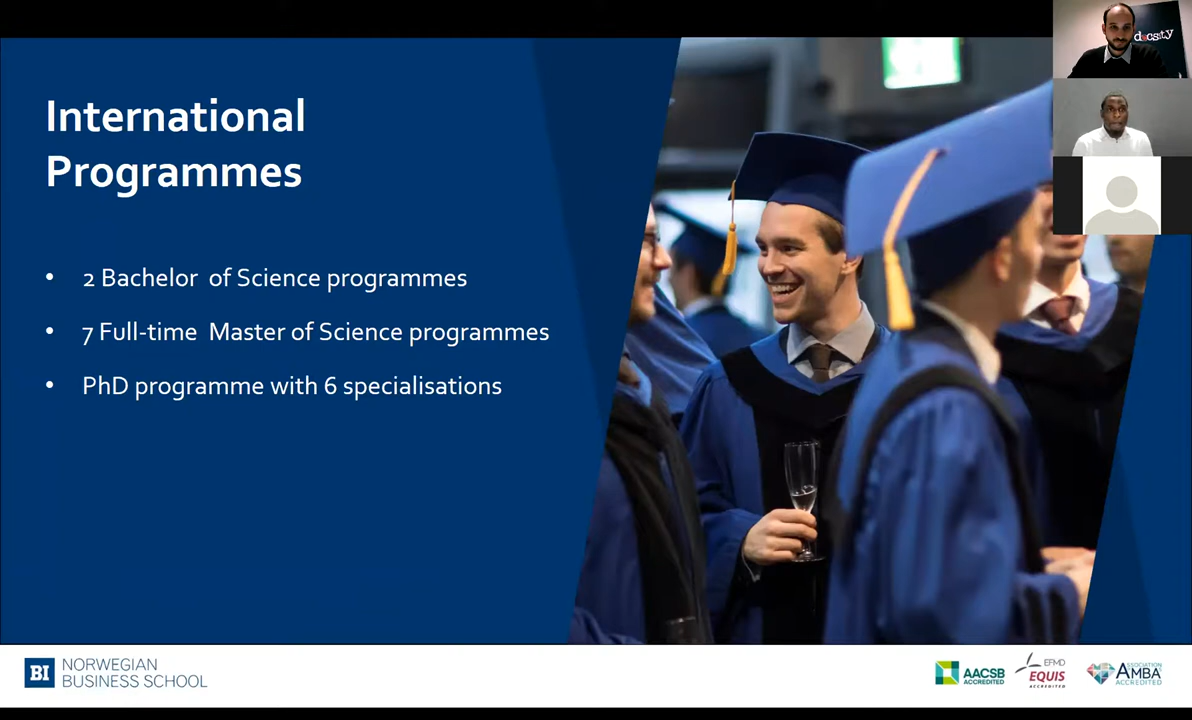 docsity
International
Programmes
• 2 Bachelor of Science programmes
• 7 Full-time Master of Science programmes
• PhD programme with 6 specialisations
BI NORWEGIAN
BUSINESS SCHOOL
AACSB
ACCREDITED
EFMD
EQUIS
ACCREDITED
ASSOCIATION
AMBA
ACCREDITED